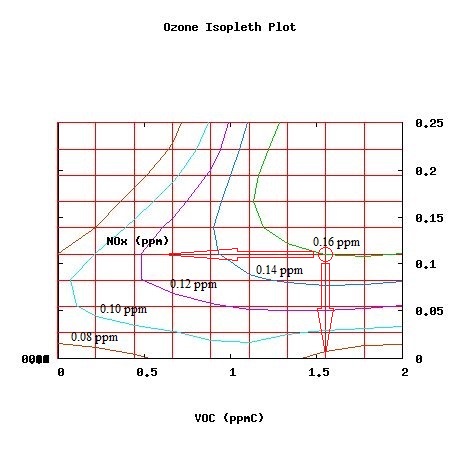 Ozone Isopleth Plot
0.25
0.2
0.15
NOx (ppm)
0.16 ppm
0.1
0.14 ppm
0.12 ppm
0.10 ppm
0.05
0.08 ppm
0
0 0.5 1 1.5 2
VOC (ppmC)